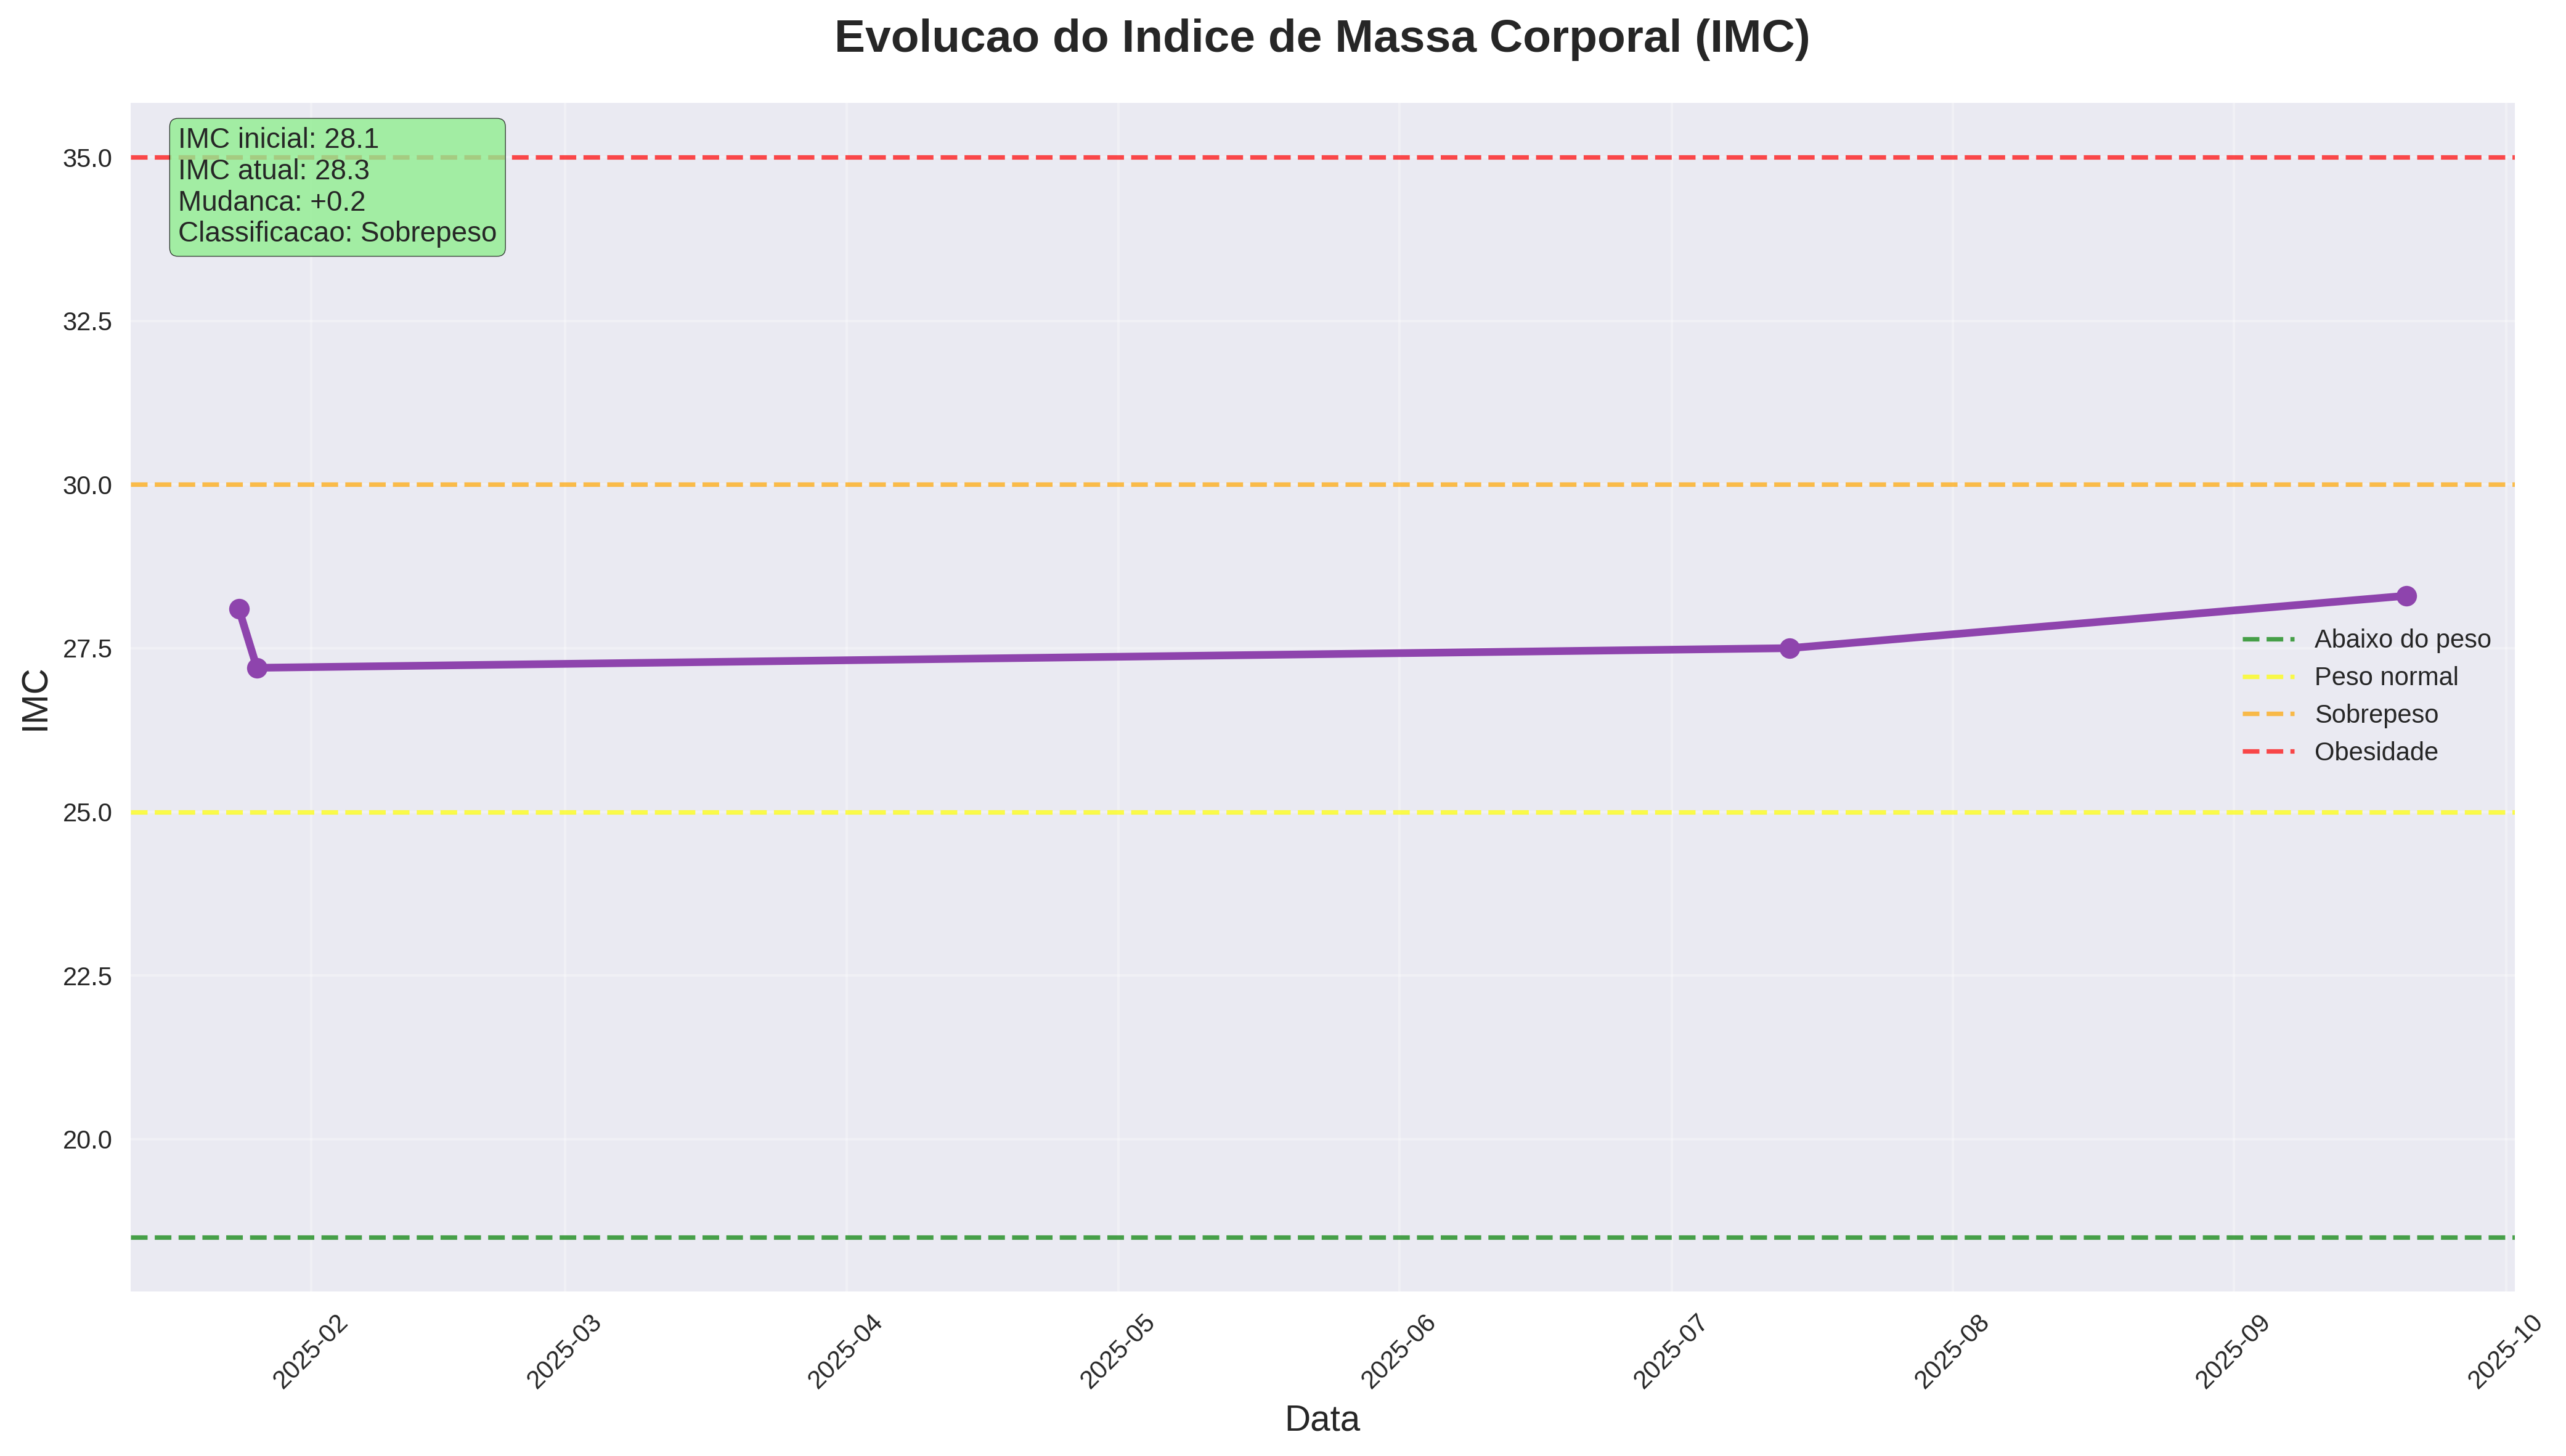 Evolucao do Indice de Massa Corporal (IMC)
IMC inicial: 28.1
IMC atual: 28.3
Mudanca: +0.2
Classificacao: Sobrepeso
35.0
32.5
30.0
27.5
25.0
22.5
20.0
IMC
Abaixo do peso
Peso normal
Sobrepeso
Obesidade
2025-02
2025-03
2025-04
2025-05
2025-06
2025-07
2025-08
2025-09
2025-10
Data